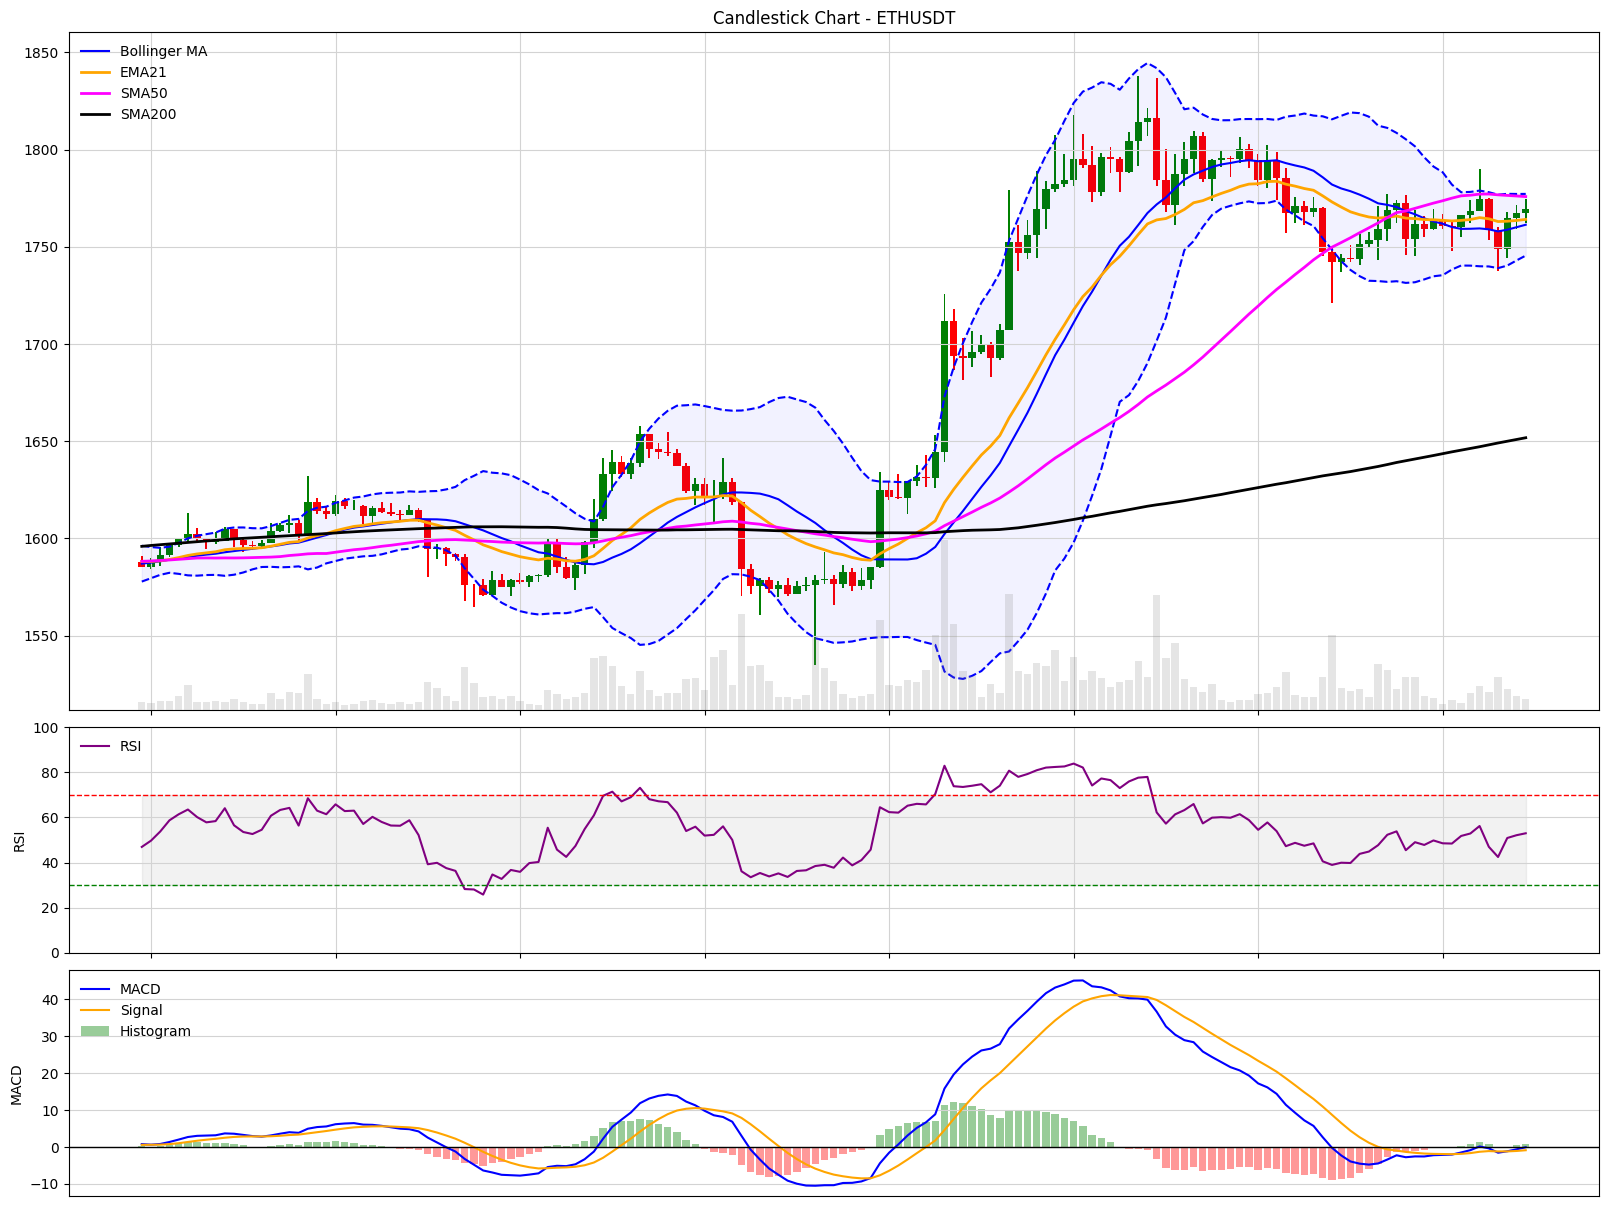 Candlestick Chart - ETHUSDT
Bollinger MA
EMA21
SMA50
SMA200
1850
1800
1750
1700
1650
1600
1550
RSI
100
80
60
40
20
0
RSI
MACD
Signal
Histogram
40
30
20
10
0
−10
MACD